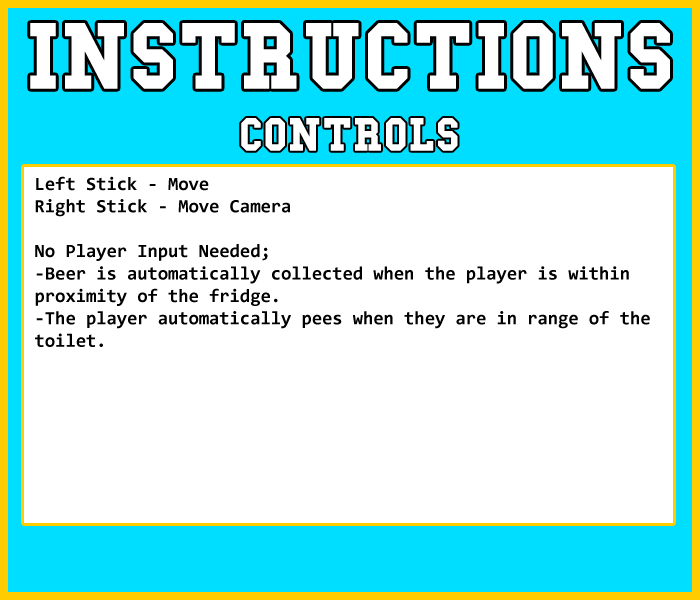 INSTRUCTIONS
CONTROLS
Left Stick - Move
Right Stick - Move Camera
No Player Input Needed;
-Beer is automatically collected when the player is within
proximity of the fridge.
-The player automatically pees when they are in range of the
toilet.